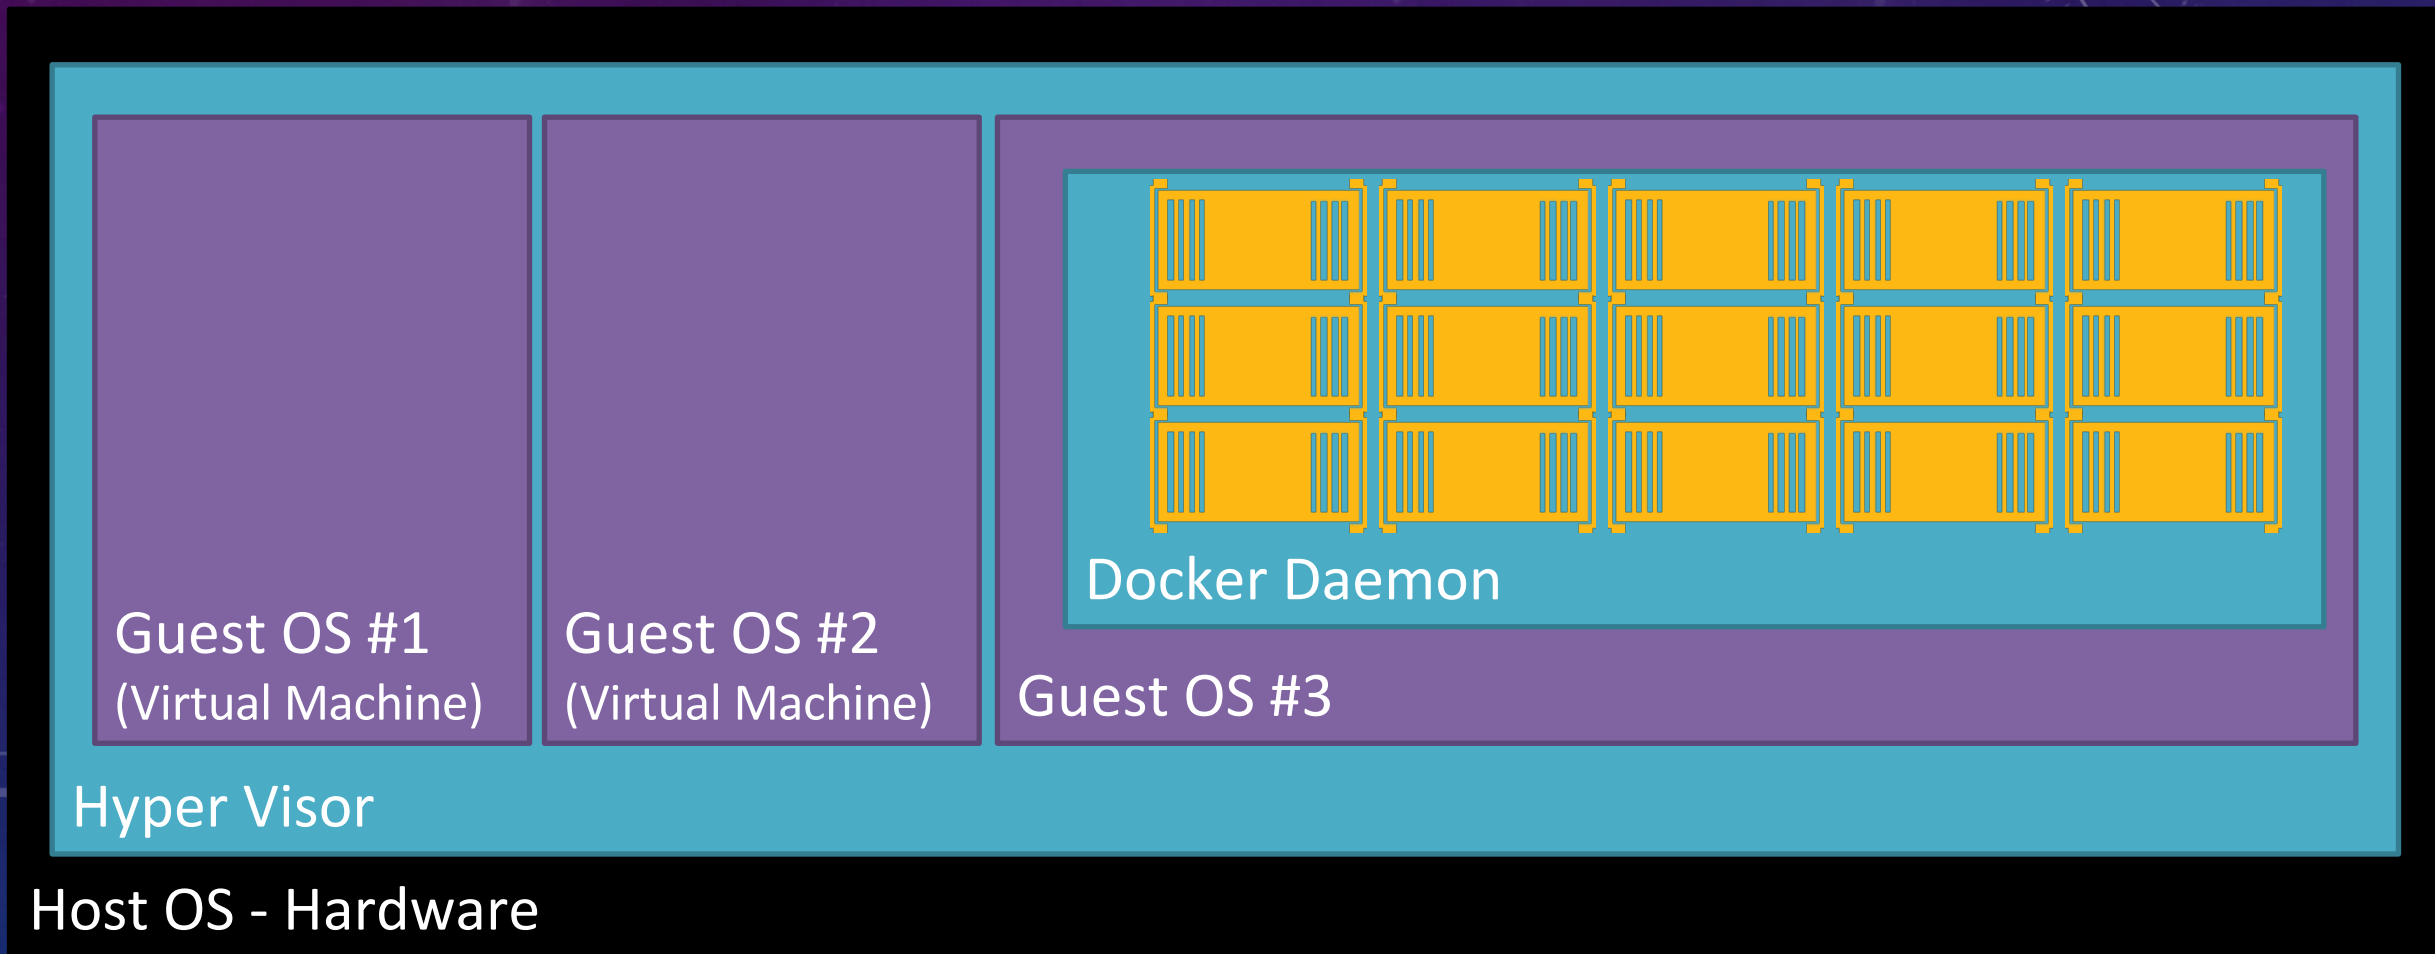 Docker Daemon
Guest OS #1
(Virtual Machine)
Guest OS #2
(Virtual Machine)
Guest OS #3
Hyper Visor
Host OS - Hardware